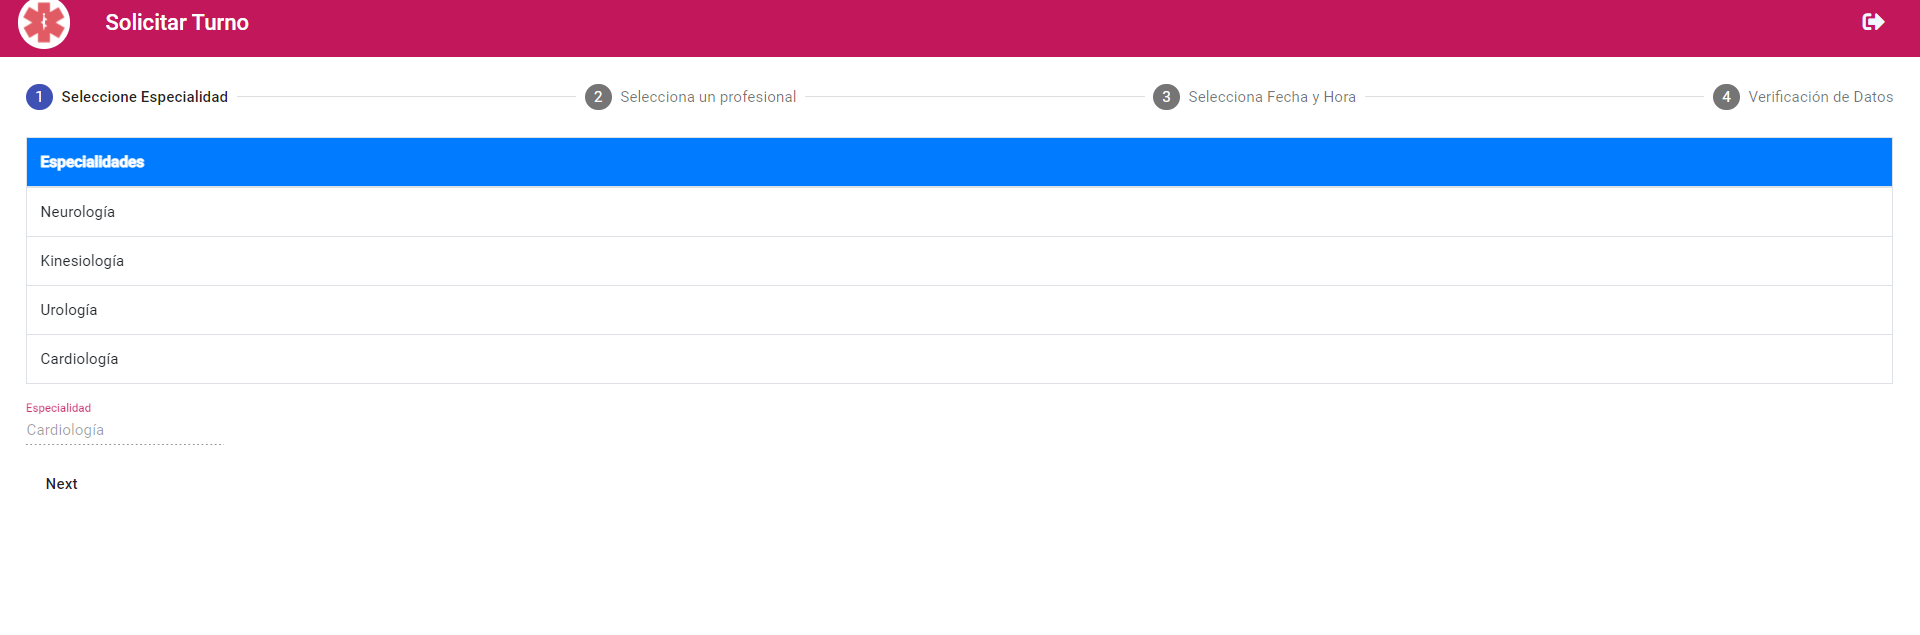 Solicitar Turno
1 Seleccione Especialidad 2 Selecciona un profesional 3 Selecciona Fecha y Hora 4 Verificación de Datos
Especialidades
Neurología
Kinesiología
Urología
Cardiología
Especialidad
Cardiología
Next